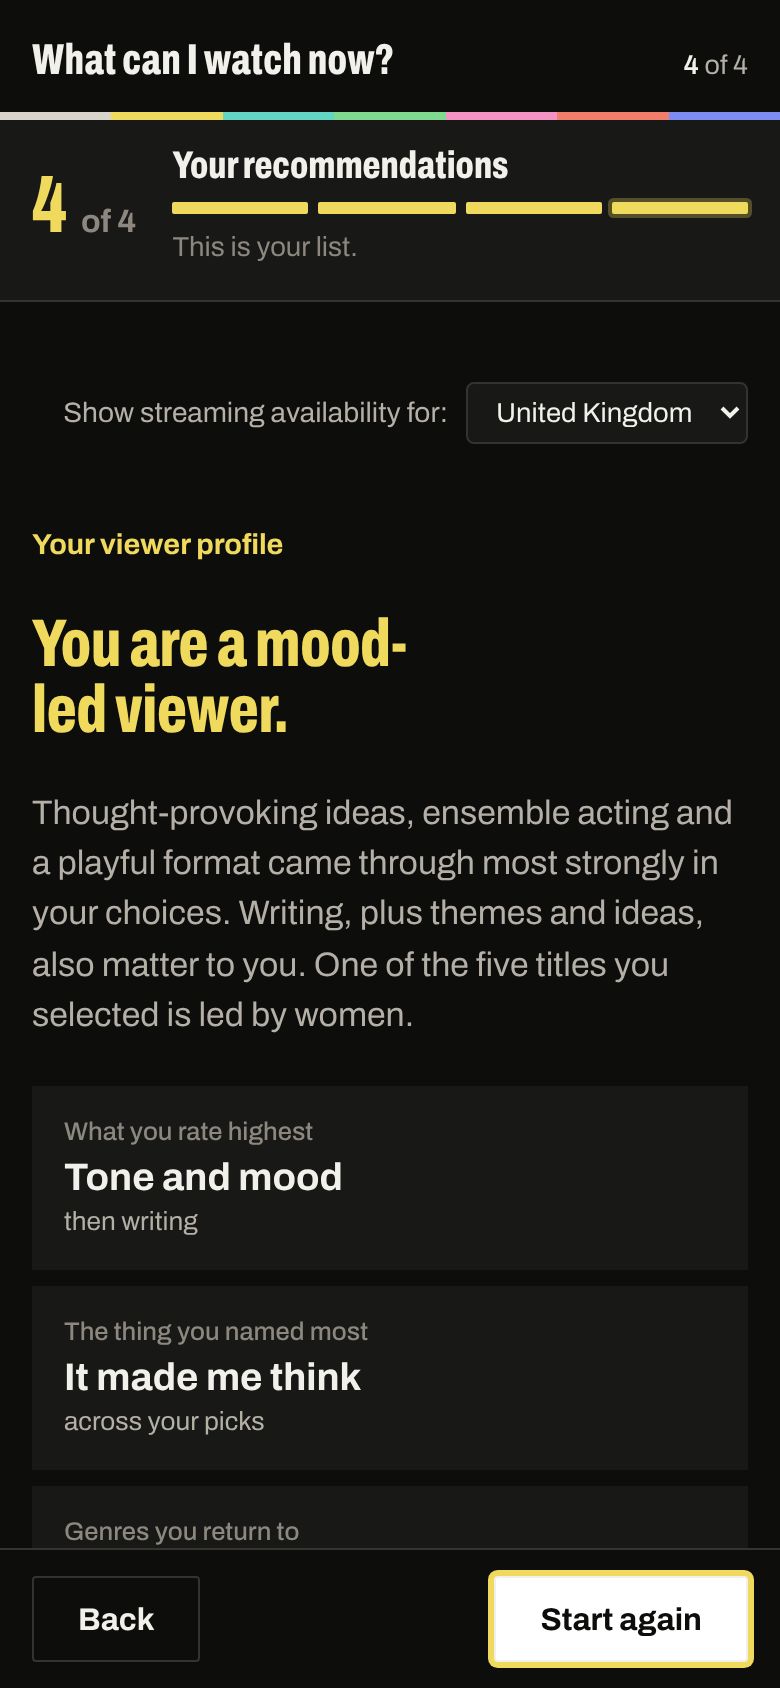 What can I watch now?
4 of 4
4 of 4
Your recommendations
This is your list.
Show streaming availability for:
United Kingdom
Your viewer profile
You are a mood-
led viewer.
Thought-provoking ideas, ensemble acting and
a playful format came through most strongly in
your choices. Writing, plus themes and ideas,
also matter to you. One of the five titles you
selected is led by women.
What you rate highest
Tone and mood
then writing
The thing you named most
It made me think
across your picks
Genres you return to
Back
Start again